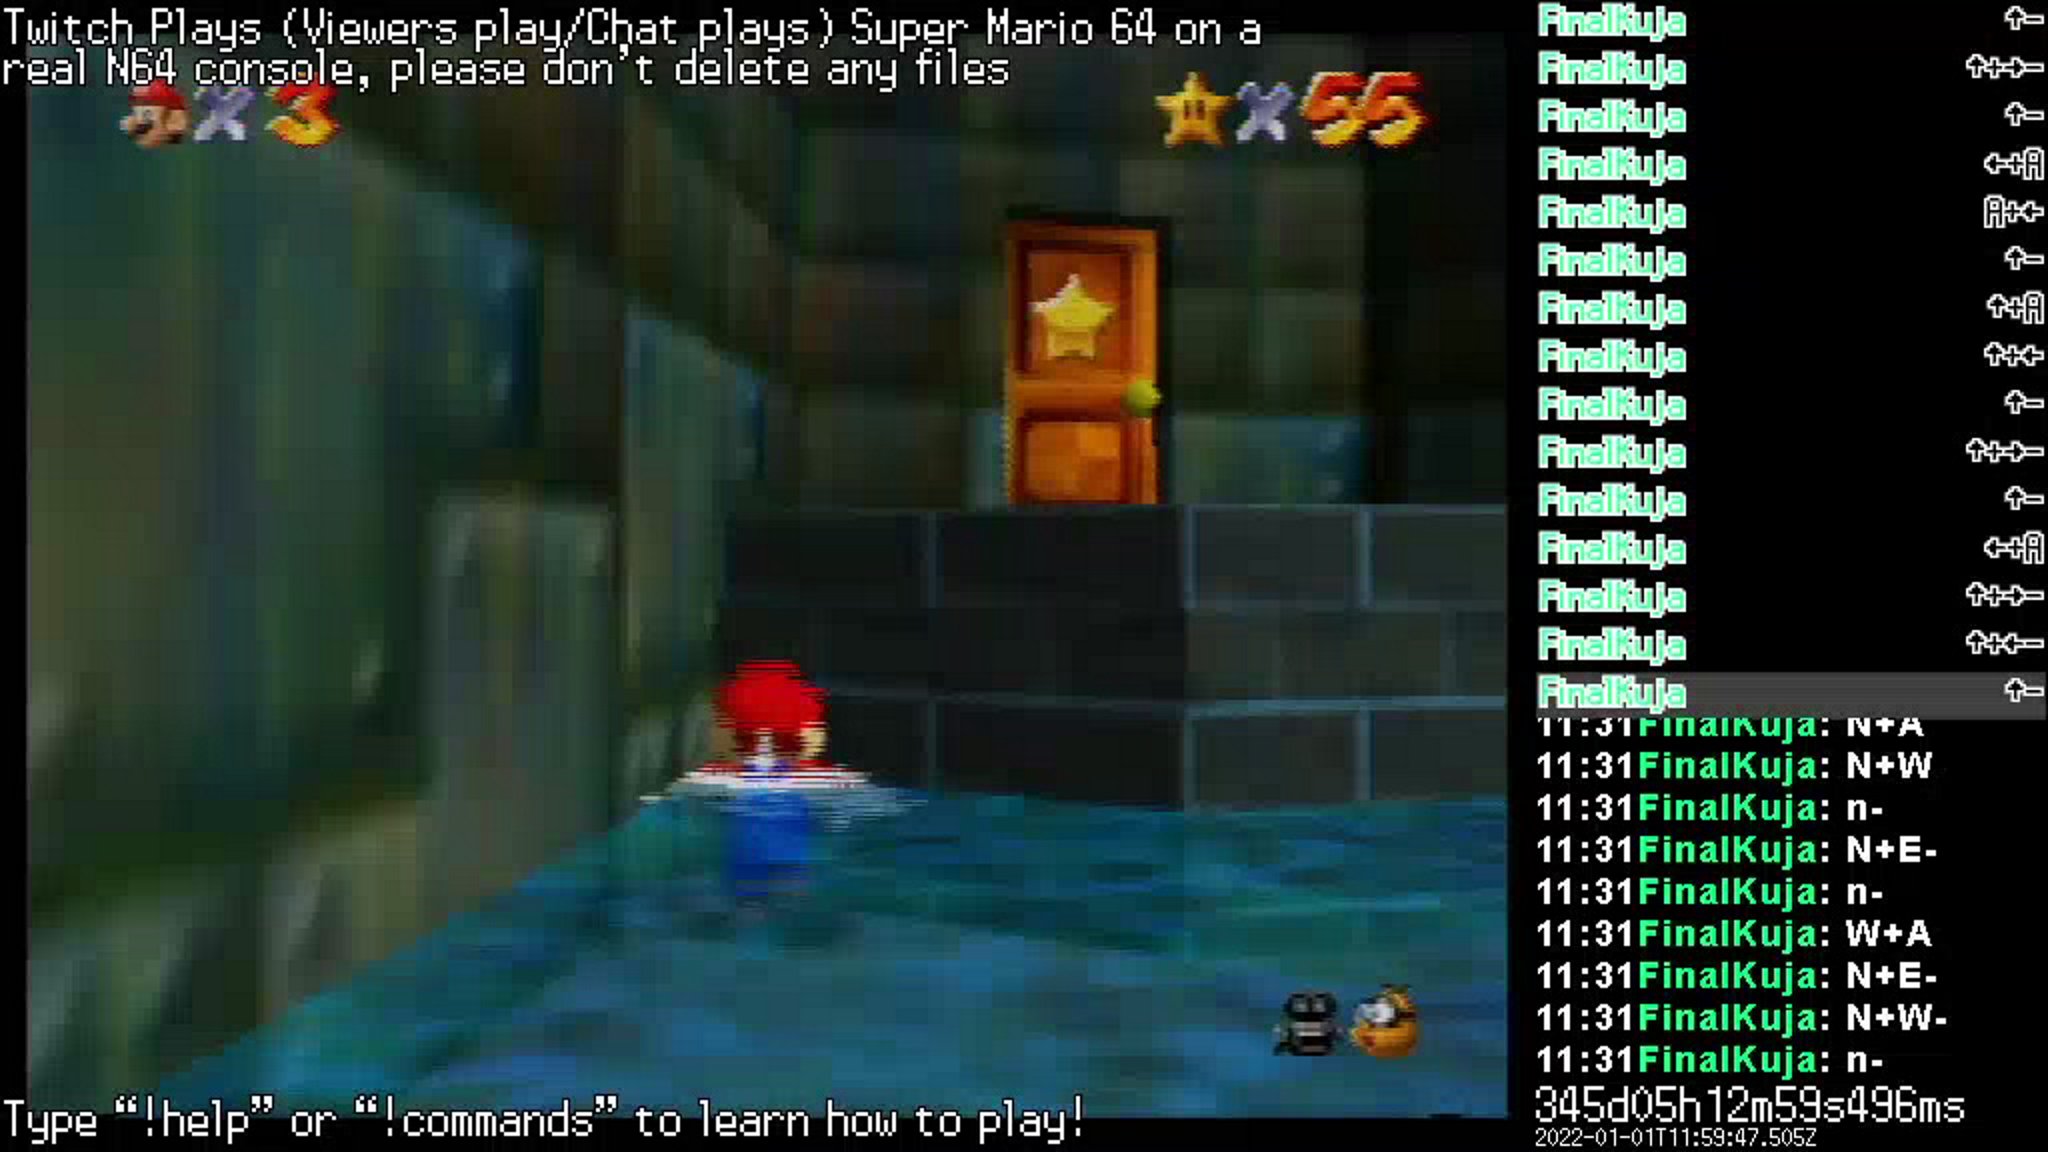 Twitch Plays (Viewers play/Chat plays) Super Mario 64 on a
real N64 console, please don't delete any files
× 3
× 55
FinalKuja ↑-
FinalKuja ↑+→-
FinalKuja ↑-
FinalKuja ←+A
FinalKuja A+←
FinalKuja ↑-
FinalKuja ↑+A
FinalKuja ↑+←
FinalKuja ↑-
FinalKuja ↑+→-
FinalKuja ↑-
FinalKuja ←+A
FinalKuja ↑+→-
FinalKuja ↑+←-
FinalKuja ↑-
11:31FinalKuja: N+A
11:31FinalKuja: N+W
11:31FinalKuja: n-
11:31FinalKuja: N+E-
11:31FinalKuja: n-
11:31FinalKuja: W+A
11:31FinalKuja: N+E-
11:31FinalKuja: N+W-
11:31FinalKuja: n-
345d05h12m59s496ms
2022-01-01T11:59:47.505Z
Type “!help” or “!commands” to learn how to play!